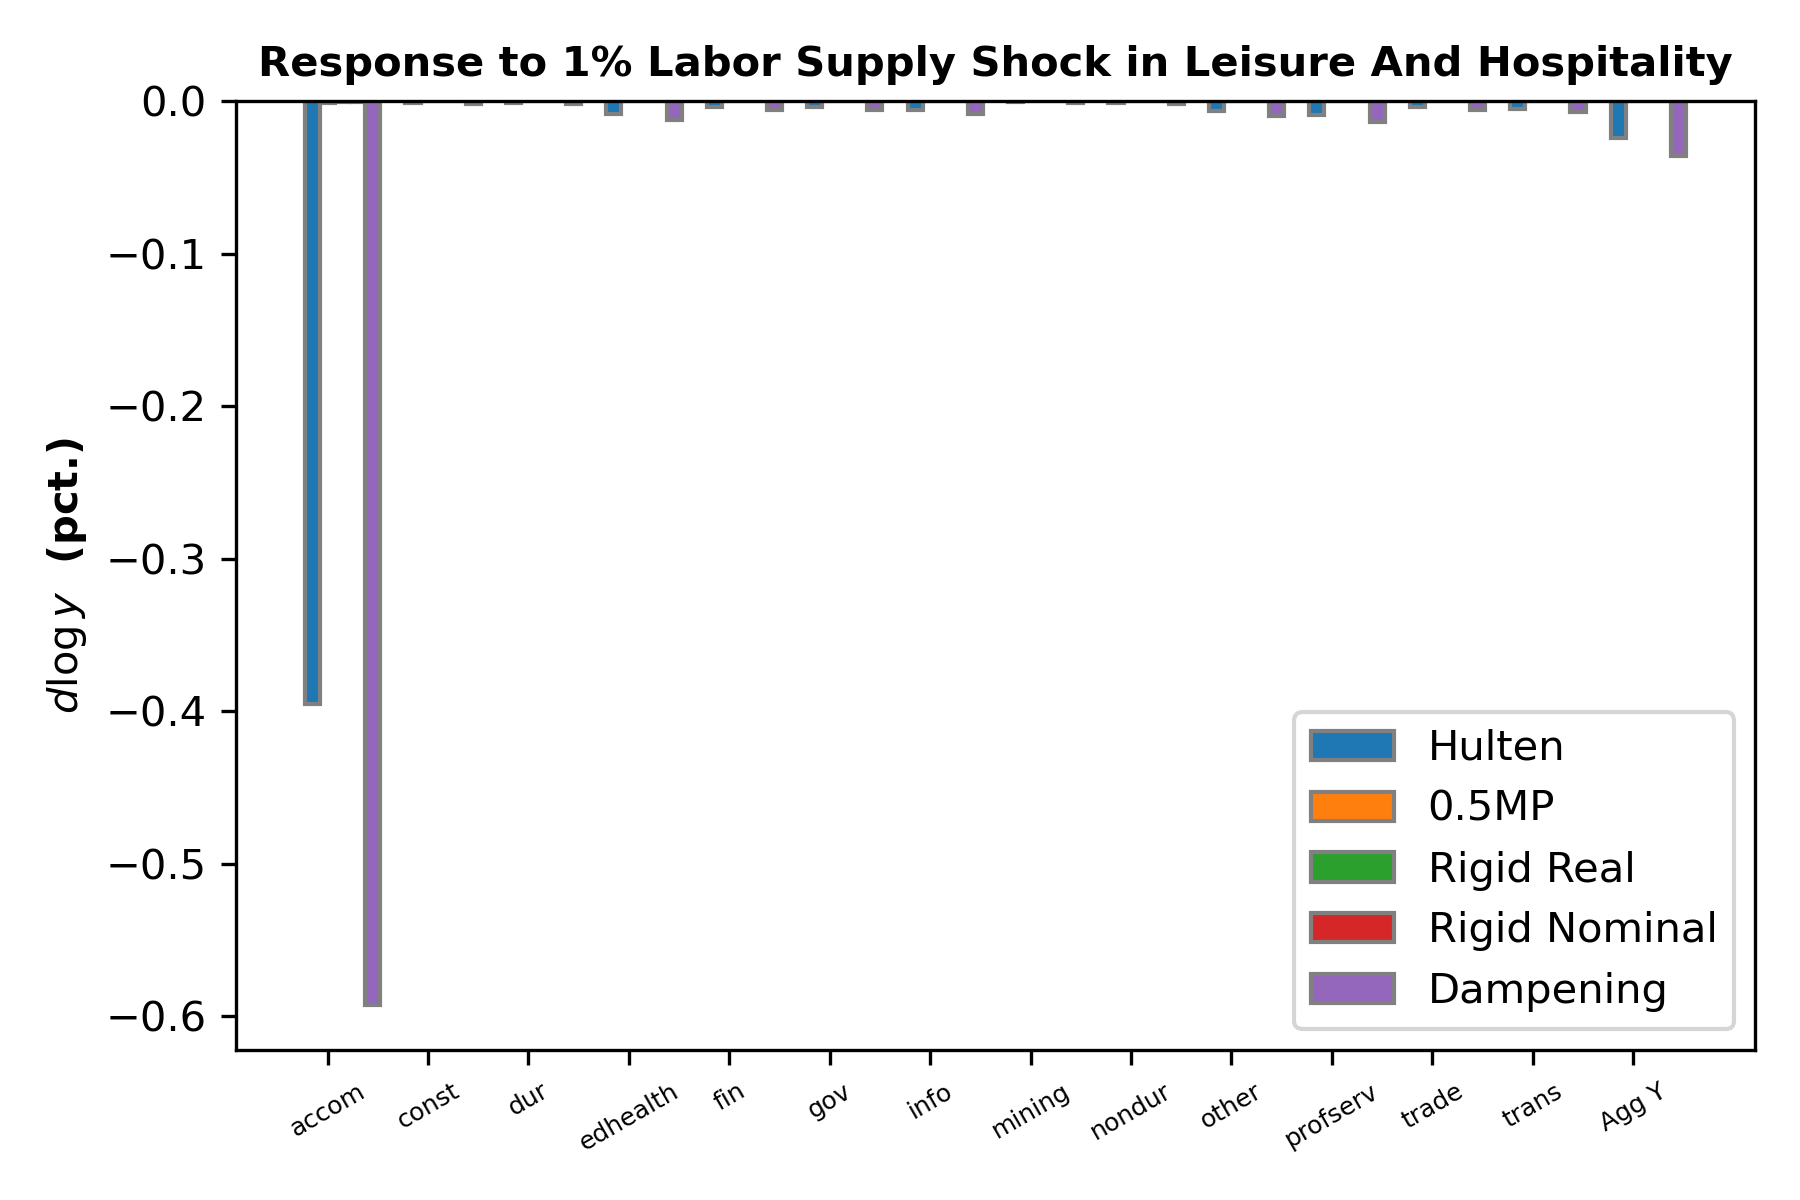 Response to 1% Labor Supply Shock in Leisure And Hospitality
0.0
−0.1
−0.2
−0.3
−0.4
−0.5
−0.6
dlog y (pct.)
Hulten
0.5MP
Rigid Real
Rigid Nominal
Dampening
accom
const
dur
edhealth
fin
gov
info
mining
nondur
other
profserv
trade
trans
Agg Y